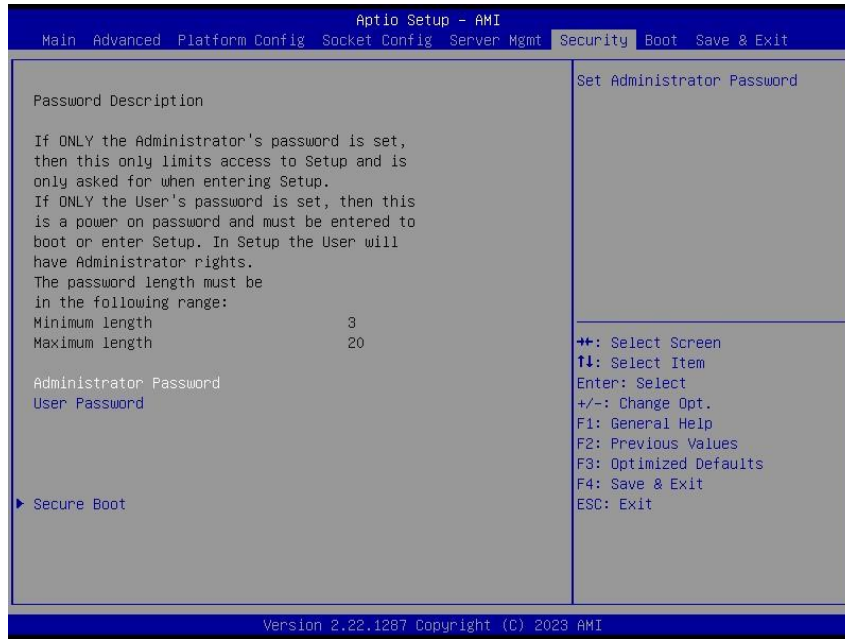 Aptio Setup - AMI
Main Advanced Platform Config Socket Config Server Mgmt Security Boot Save & Exit
Password Description
If ONLY the Administrator's password is set,
then this only limits access to Setup and is
only asked for when entering Setup.
If ONLY the User's password is set, then this
is a power on password and must be entered to
boot or enter Setup. In Setup the User will
have Administrator rights.
The password length must be
in the following range:
Minimum length 3
Maximum length 20
Administrator Password
User Password
Secure Boot
Set Administrator Password
→←: Select Screen
↑↓: Select Item
Enter: Select
+/-: Change Opt.
F1: General Help
F2: Previous Values
F3: Optimized Defaults
F4: Save & Exit
ESC: Exit
Version 2.22.1287 Copyright (C) 2023 AMI